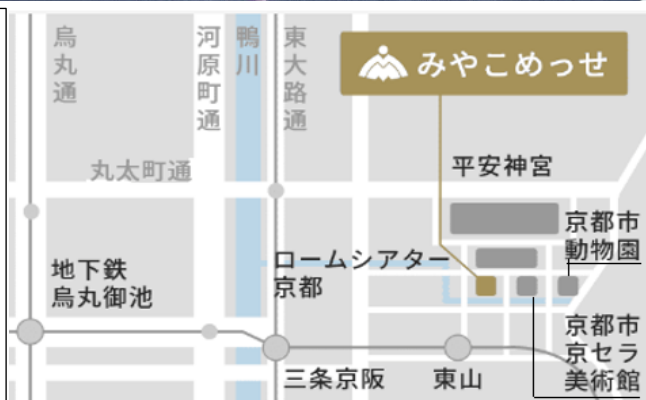 烏丸通
河原町通
鴨川
東大路通
みやこめっせ
丸太町通
平安神宮
京都市
動物園
ロームシアター
京都
地下鉄
烏丸御池
京都市
京セラ
美術館
三条京阪
東山